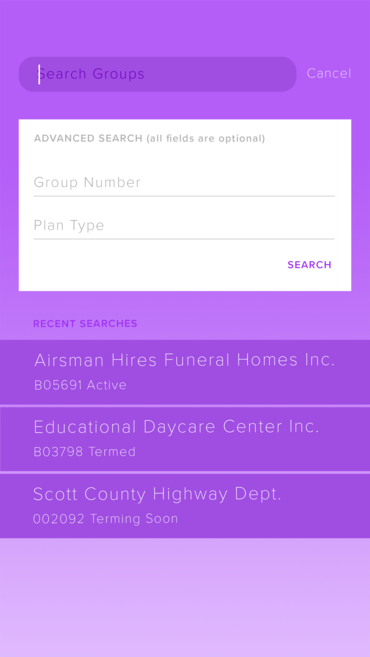 Search Groups
Cancel
ADVANCED SEARCH (all fields are optional)
Group Number
Plan Type
SEARCH
RECENT SEARCHES
Airsman Hires Funeral Homes Inc.
B05691 Active
Educational Daycare Center Inc.
B03798 Termed
Scott County Highway Dept.
002092 Terming Soon